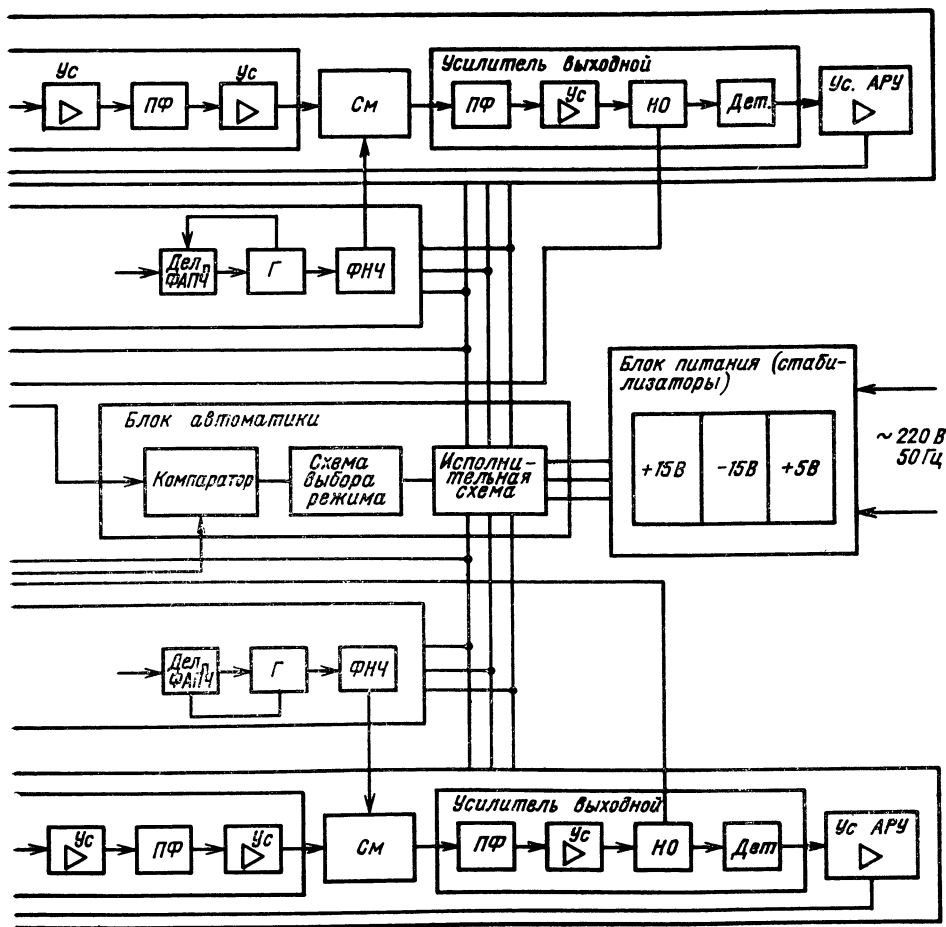 Усилитель выходной
Ус
Ус
ПФ
См
ПФ
Ус
НО
Дет.
Ус. АРУ
Дел n
ФАПЧ
Г
ФНЧ
Блок питания (стаби-
лизаторы)
+15В
-15В
+5В
~ 220 В
50 Гц
Блок автоматики
Компаратор
Схема
выбора
режима
Исполни-
тельная
схема
Дел n
ФАПЧ
Г
ФНЧ
Усилитель выходной
Ус
ПФ
Ус
См
ПФ
Ус
НО
Дет
Ус АРУ